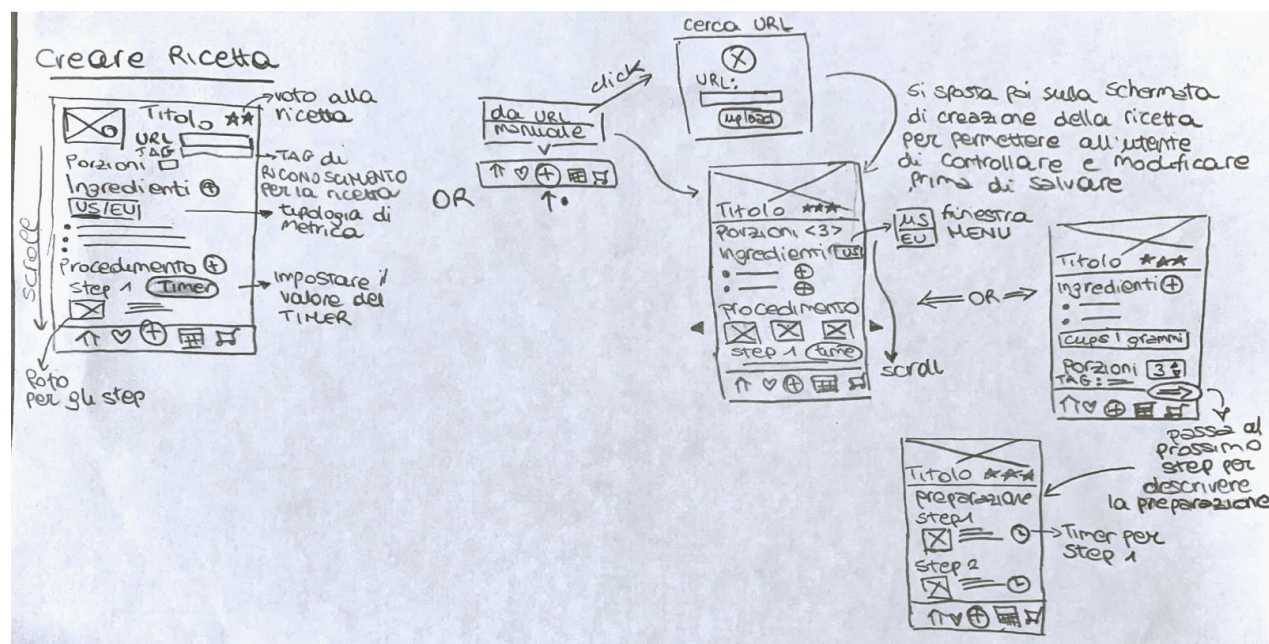 Creare Ricetta
Titolo
voto alla
ricetta
URL
TAG
Porzioni
TAG di
RICONOSCIMENTO
per la ricetta
Ingredienti
US/EU
tipologia di
Metrica
Procedimento
step 1 Timer
impostare il
valore del
TIMER
scroll
Foto
per gli step
OR
da URL
manuale
click
cerca URL
URL:
upload
si sposta poi sulla schermata
di creazione della ricetta
per permettere all'utente
di controllare e modificare
prima di salvare
Titolo
Porzioni <3>
ingredienti US
US
EU
finestra
MENU
procedimento
step 1 time
scroll
OR
Titolo
ingredienti
cups | grammi
Porzioni 3
TAG:
passa al
prossimo
step per
descrivere
la preparazione
Titolo
preparazione
step 1
Timer per
step 1
step 2